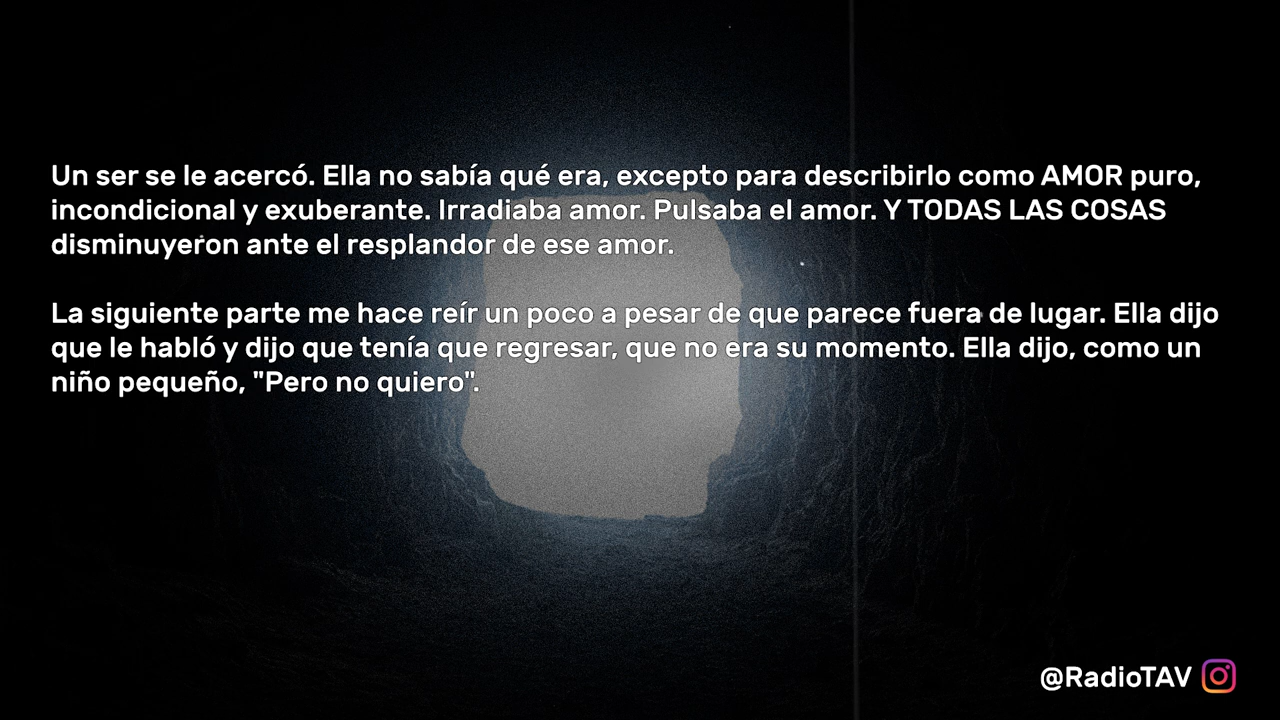 Un ser se le acercó. Ella no sabía qué era, excepto para describirlo como AMOR puro,
incondicional y exuberante. Irradiaba amor. Pulsaba el amor. Y TODAS LAS COSAS
disminuyeron ante el resplandor de ese amor.
La siguiente parte me hace reír un poco a pesar de que parece fuera de lugar. Ella dijo
que le habló y dijo que tenía que regresar, que no era su momento. Ella dijo, como un
niño pequeño, "Pero no quiero".
@RadioTAV